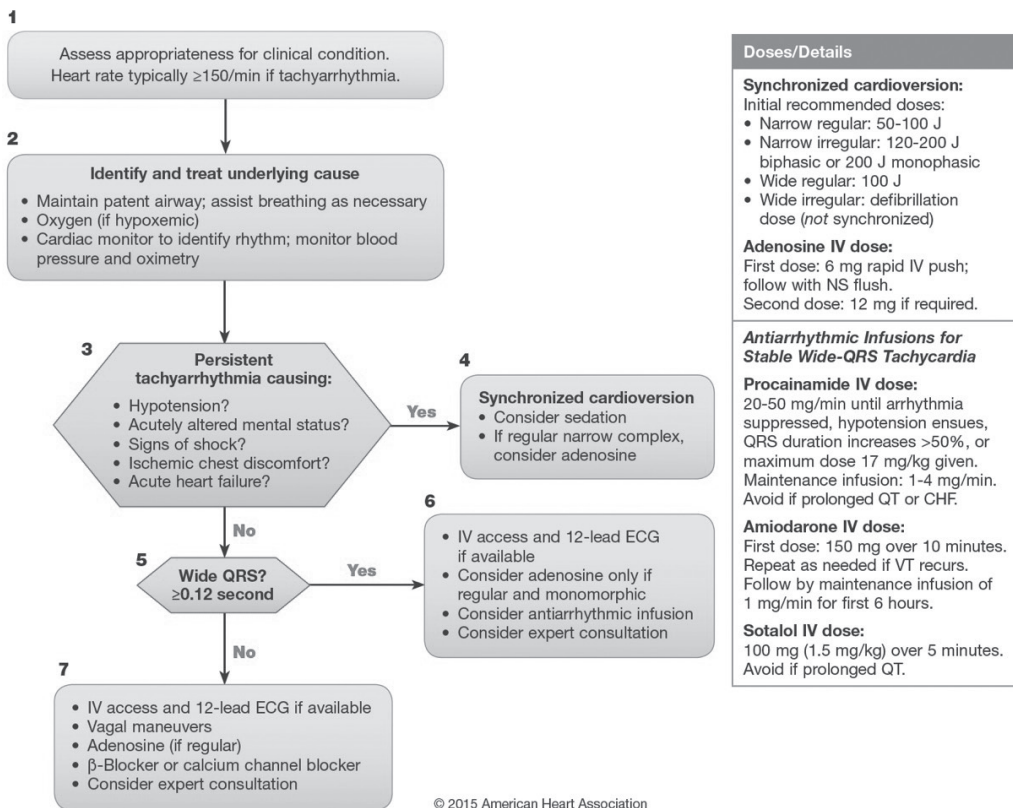 1
Assess appropriateness for clinical condition.
Heart rate typically ≥150/min if tachyarrhythmia.
2
Identify and treat underlying cause
• Maintain patent airway; assist breathing as necessary
• Oxygen (if hypoxemic)
• Cardiac monitor to identify rhythm; monitor blood
pressure and oximetry
3
Persistent
tachyarrhythmia causing:
• Hypotension?
• Acutely altered mental status?
• Signs of shock?
• Ischemic chest discomfort?
• Acute heart failure?
Yes
4
Synchronized cardioversion
• Consider sedation
• If regular narrow complex,
consider adenosine
No
5
Wide QRS?
≥0.12 second
Yes
6
• IV access and 12-lead ECG
if available
• Consider adenosine only if
regular and monomorphic
• Consider antiarrhythmic infusion
• Consider expert consultation
No
7
• IV access and 12-lead ECG if available
• Vagal maneuvers
• Adenosine (if regular)
• β-Blocker or calcium channel blocker
• Consider expert consultation
Doses/Details
Synchronized cardioversion:
Initial recommended doses:
• Narrow regular: 50-100 J
• Narrow irregular: 120-200 J
biphasic or 200 J monophasic
• Wide regular: 100 J
• Wide irregular: defibrillation
dose (not synchronized)
Adenosine IV dose:
First dose: 6 mg rapid IV push;
follow with NS flush.
Second dose: 12 mg if required.
Antiarrhythmic Infusions for
Stable Wide-QRS Tachycardia
Procainamide IV dose:
20-50 mg/min until arrhythmia
suppressed, hypotension ensues,
QRS duration increases >50%, or
maximum dose 17 mg/kg given.
Maintenance infusion: 1-4 mg/min.
Avoid if prolonged QT or CHF.
Amiodarone IV dose:
First dose: 150 mg over 10 minutes.
Repeat as needed if VT recurs.
Follow by maintenance infusion of
1 mg/min for first 6 hours.
Sotalol IV dose:
100 mg (1.5 mg/kg) over 5 minutes.
Avoid if prolonged QT.
© 2015 American Heart Association